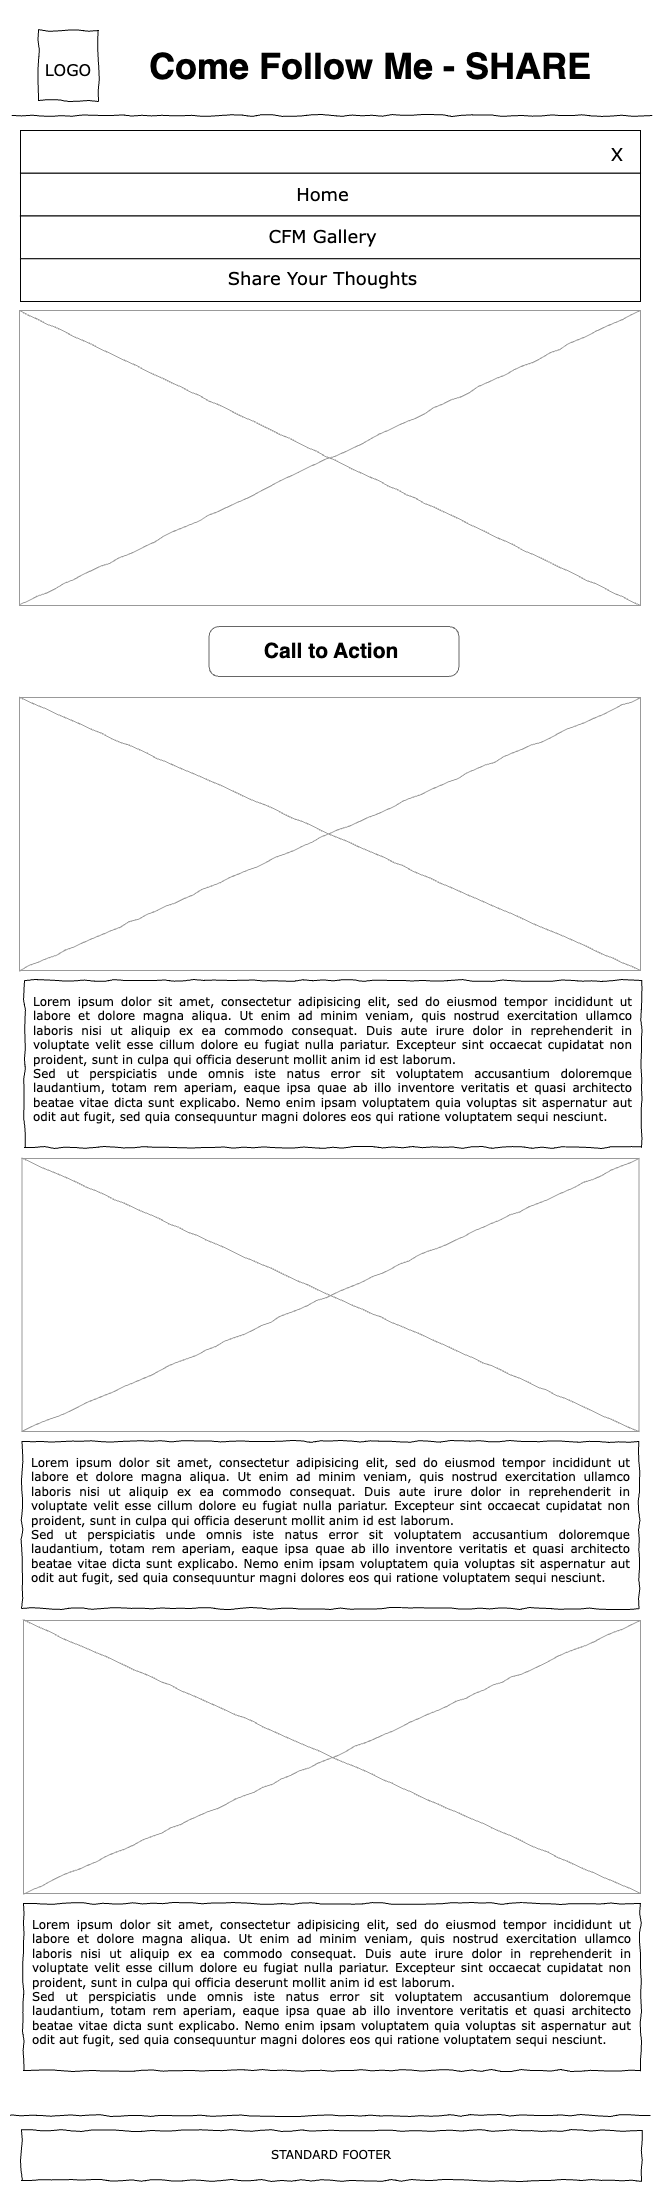 LOGO
Come Follow Me - SHARE
X
Home
CFM Gallery
Share Your Thoughts
Call to Action
Lorem ipsum dolor sit amet, consectetur adipisicing elit, sed do eiusmod tempor incididunt ut
labore et dolore magna aliqua. Ut enim ad minim veniam, quis nostrud exercitation ullamco
laboris nisi ut aliquip ex ea commodo consequat. Duis aute irure dolor in reprehenderit in
voluptate velit esse cillum dolore eu fugiat nulla pariatur. Excepteur sint occaecat cupidatat non
proident, sunt in culpa qui officia deserunt mollit anim id est laborum.
Sed ut perspiciatis unde omnis iste natus error sit voluptatem accusantium doloremque
laudantium, totam rem aperiam, eaque ipsa quae ab illo inventore veritatis et quasi architecto
beatae vitae dicta sunt explicabo. Nemo enim ipsam voluptatem quia voluptas sit aspernatur aut
odit aut fugit, sed quia consequuntur magni dolores eos qui ratione voluptatem sequi nesciunt.
Lorem ipsum dolor sit amet, consectetur adipisicing elit, sed do eiusmod tempor incididunt ut
labore et dolore magna aliqua. Ut enim ad minim veniam, quis nostrud exercitation ullamco
laboris nisi ut aliquip ex ea commodo consequat. Duis aute irure dolor in reprehenderit in
voluptate velit esse cillum dolore eu fugiat nulla pariatur. Excepteur sint occaecat cupidatat non
proident, sunt in culpa qui officia deserunt mollit anim id est laborum.
Sed ut perspiciatis unde omnis iste natus error sit voluptatem accusantium doloremque
laudantium, totam rem aperiam, eaque ipsa quae ab illo inventore veritatis et quasi architecto
beatae vitae dicta sunt explicabo. Nemo enim ipsam voluptatem quia voluptas sit aspernatur aut
odit aut fugit, sed quia consequuntur magni dolores eos qui ratione voluptatem sequi nesciunt.
Lorem ipsum dolor sit amet, consectetur adipisicing elit, sed do eiusmod tempor incididunt ut
labore et dolore magna aliqua. Ut enim ad minim veniam, quis nostrud exercitation ullamco
laboris nisi ut aliquip ex ea commodo consequat. Duis aute irure dolor in reprehenderit in
voluptate velit esse cillum dolore eu fugiat nulla pariatur. Excepteur sint occaecat cupidatat non
proident, sunt in culpa qui officia deserunt mollit anim id est laborum.
Sed ut perspiciatis unde omnis iste natus error sit voluptatem accusantium doloremque
laudantium, totam rem aperiam, eaque ipsa quae ab illo inventore veritatis et quasi architecto
beatae vitae dicta sunt explicabo. Nemo enim ipsam voluptatem quia voluptas sit aspernatur aut
odit aut fugit, sed quia consequuntur magni dolores eos qui ratione voluptatem sequi nesciunt.
STANDARD FOOTER